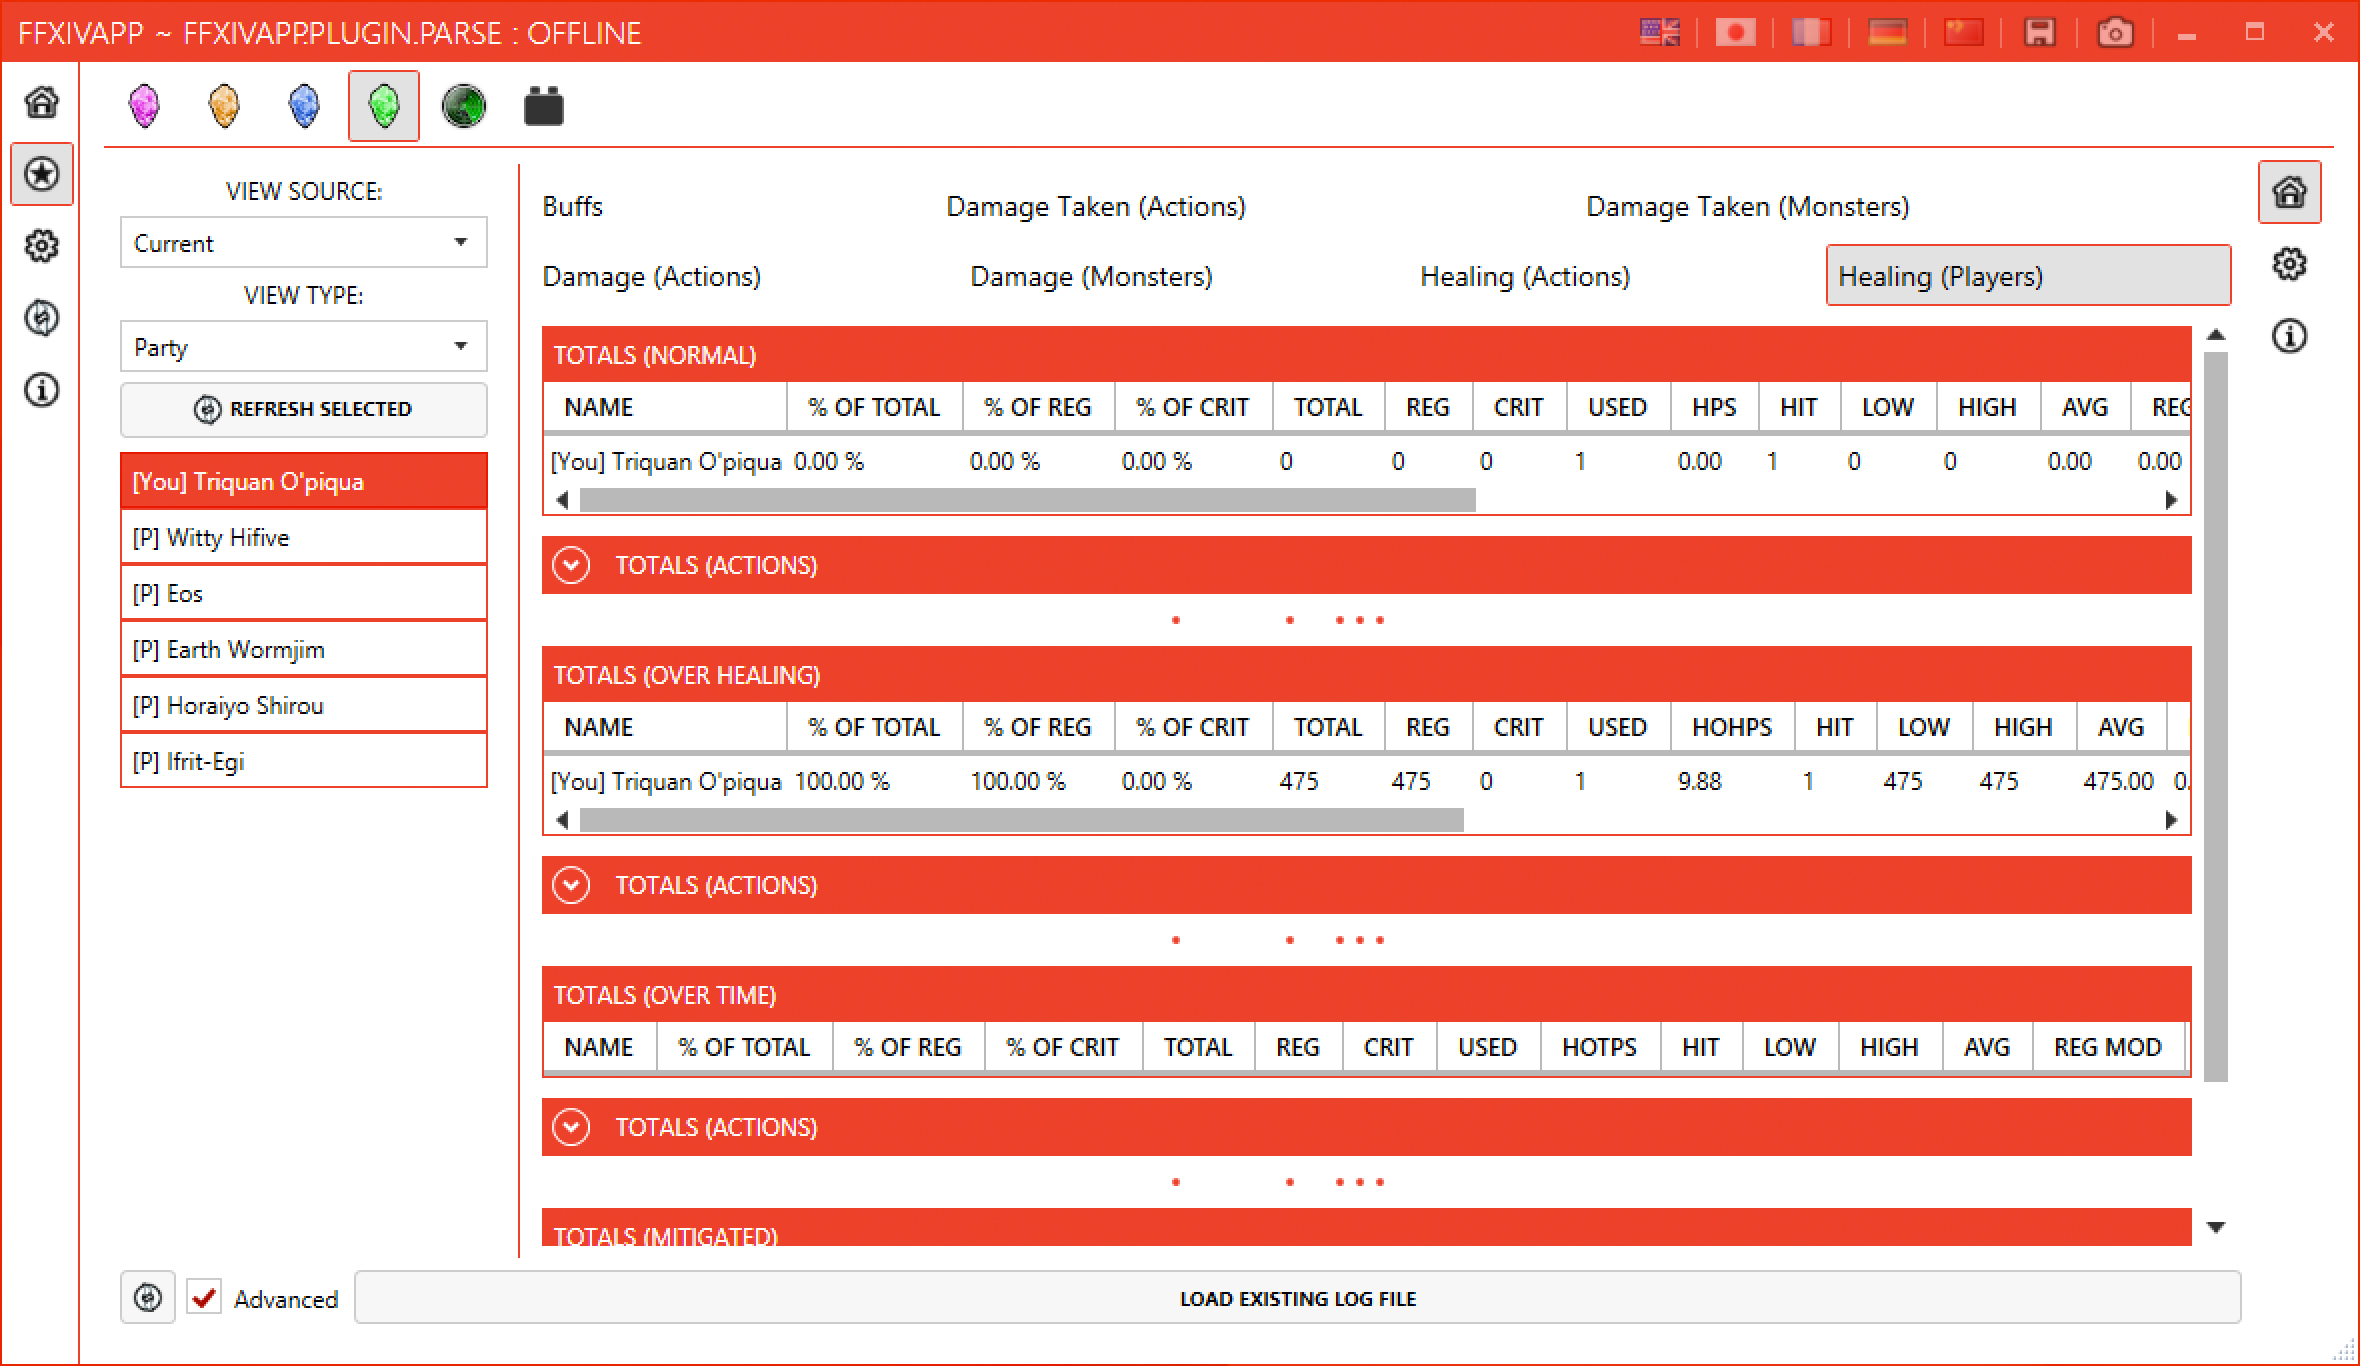 FFXIVAPP ~ FFXIVAPP.PLUGIN.PARSE : OFFLINE
VIEW SOURCE:
Current
VIEW TYPE:
Party
REFRESH SELECTED
[You] Triquan O'piqua
[P] Witty Hifive
[P] Eos
[P] Earth Wormjim
[P] Horaiyo Shirou
[P] Ifrit-Egi
Buffs Damage Taken (Actions) Damage Taken (Monsters)
Damage (Actions) Damage (Monsters) Healing (Actions) Healing (Players)
TOTALS (NORMAL)
NAME % OF TOTAL % OF REG % OF CRIT TOTAL REG CRIT USED HPS HIT LOW HIGH AVG REG
[You] Triquan O'piqua 0.00 % 0.00 % 0.00 % 0 0 0 1 0.00 1 0 0 0.00 0.00
TOTALS (ACTIONS)
TOTALS (OVER HEALING)
NAME % OF TOTAL % OF REG % OF CRIT TOTAL REG CRIT USED HOHPS HIT LOW HIGH AVG
[You] Triquan O'piqua 100.00 % 100.00 % 0.00 % 475 475 0 1 9.88 1 475 475 475.00 0.
TOTALS (ACTIONS)
TOTALS (OVER TIME)
NAME % OF TOTAL % OF REG % OF CRIT TOTAL REG CRIT USED HOTPS HIT LOW HIGH AVG REG MOD
TOTALS (ACTIONS)
TOTALS (MITIGATED)
Advanced
LOAD EXISTING LOG FILE